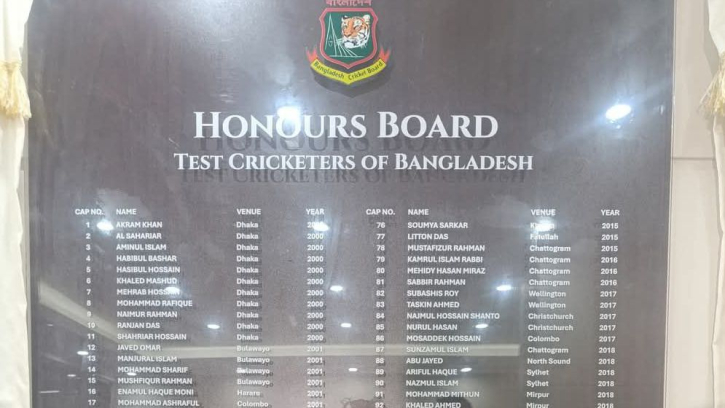 বাংলাদেশ
Bangladesh Cricket Board
HONOURS BOARD
TEST CRICKETERS OF BANGLADESH
CAP NO. NAME VENUE YEAR CAP NO. NAME VENUE YEAR
1 AKRAM KHAN Dhaka 2000 76 SOUMYA SARKAR 2015
2 AL SAHARIAR Dhaka 2000 77 LITTON DAS Fatullah 2015
3 AMINUL ISLAM Dhaka 2000 78 MUSTAFIZUR RAHMAN Chattogram 2015
4 HABIBUL BASHAR Dhaka 2000 79 KAMRUL ISLAM RABBI Chattogram 2016
5 HASIBUL HOSSAIN Dhaka 2000 80 MEHIDY HASAN MIRAZ Chattogram 2016
6 KHALED MASHUD Dhaka 2000 81 SABBIR RAHMAN Chattogram 2016
7 MEHRAB HOSSAIN Dhaka 2000 82 SUBASHIS ROY Wellington 2017
8 MOHAMMAD RAFIQUE Dhaka 2000 83 TASKIN AHMED Wellington 2017
9 NAIMUR RAHMAN Dhaka 2000 84 NAJMUL HOSSAIN SHANTO Christchurch 2017
10 RANJAN DAS Dhaka 2000 85 NURUL HASAN Christchurch 2017
11 SHAHRIAR HOSSAIN Dhaka 2000 86 MOSADDEK HOSSAIN Colombo 2017
12 JAVED OMAR Bulawayo 2001 87 SUNZAMUL ISLAM Chattogram 2018
13 MANJURAL ISLAM Bulawayo 2001 88 ABU JAYED North Sound 2018
14 MOHAMMAD SHARIF Bulawayo 2001 89 ARIFUL HAQUE Sylhet 2018
15 MUSHFIQUR RAHMAN Bulawayo 2001 90 NAZMUL ISLAM Sylhet 2018
16 ENAMUL HAQUE MONI Harare 2001 91 MOHAMMAD MITHUN Mirpur 2018
17 MOHAMMAD ASHRAFUL Colombo 2001 92 KHALED AHMED Mirpur 2018